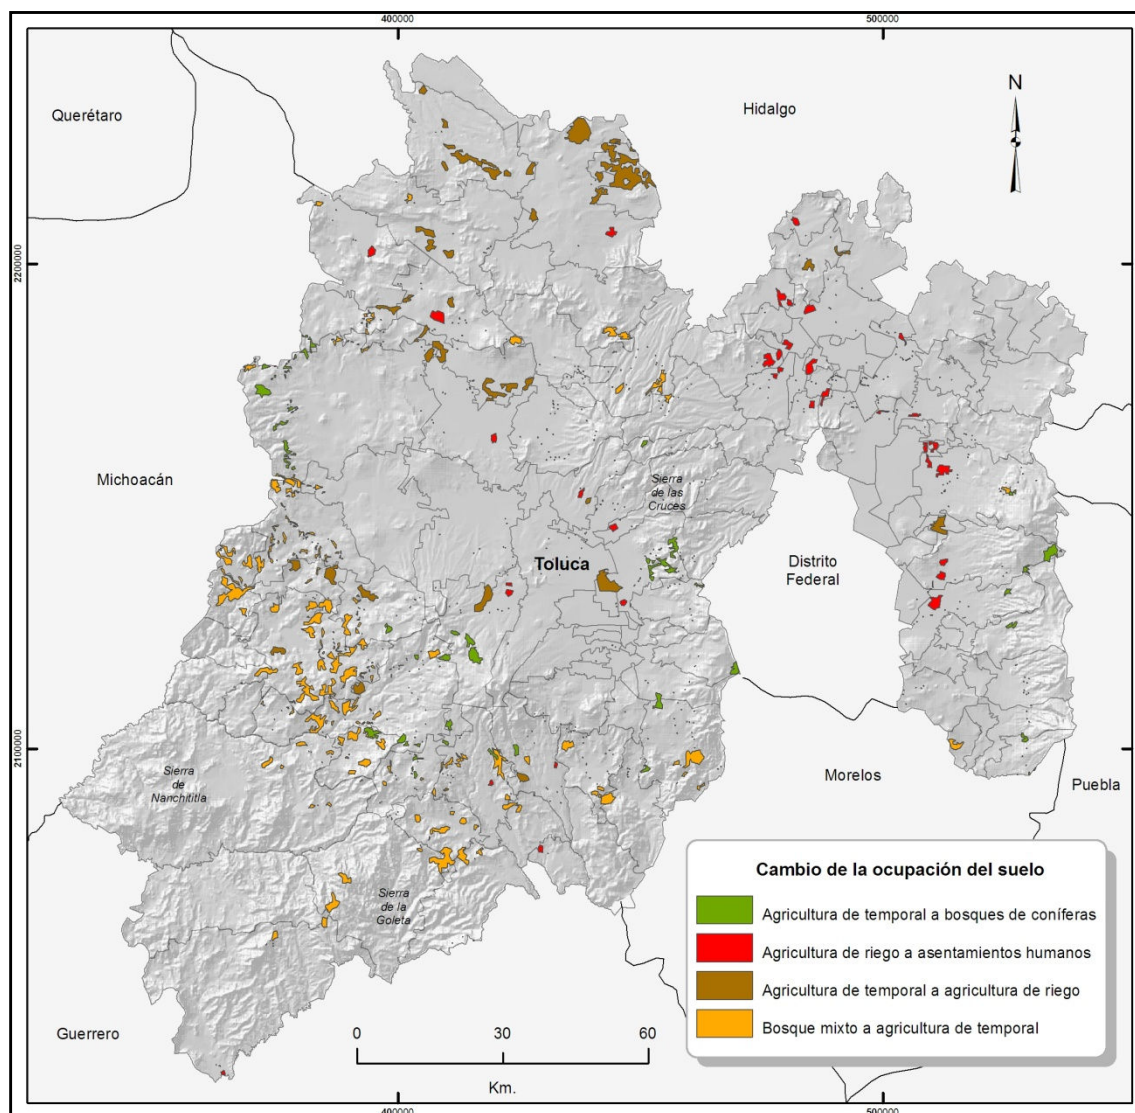 400000
500000
N
Querétaro
Hidalgo
2200000
2200000
Michoacán
Sierra
de las
Cruces
Toluca
Distrito
Federal
2100000
2100000
Sierra
de
Nanchititla
Morelos
Puebla
Sierra
de la
Goleta
Guerrero
Cambio de la ocupación del suelo
Agricultura de temporal a bosques de coníferas
Agricultura de riego a asentamientos humanos
Agricultura de temporal a agricultura de riego
Bosque mixto a agricultura de temporal
0 30 60
Km.
400000
500000